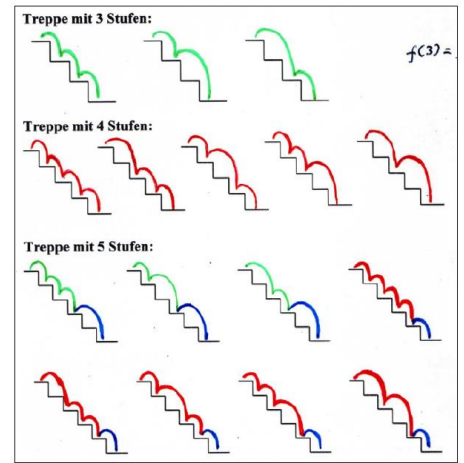 Treppe mit 3 Stufen:
f(3) =
Treppe mit 4 Stufen:
Treppe mit 5 Stufen: